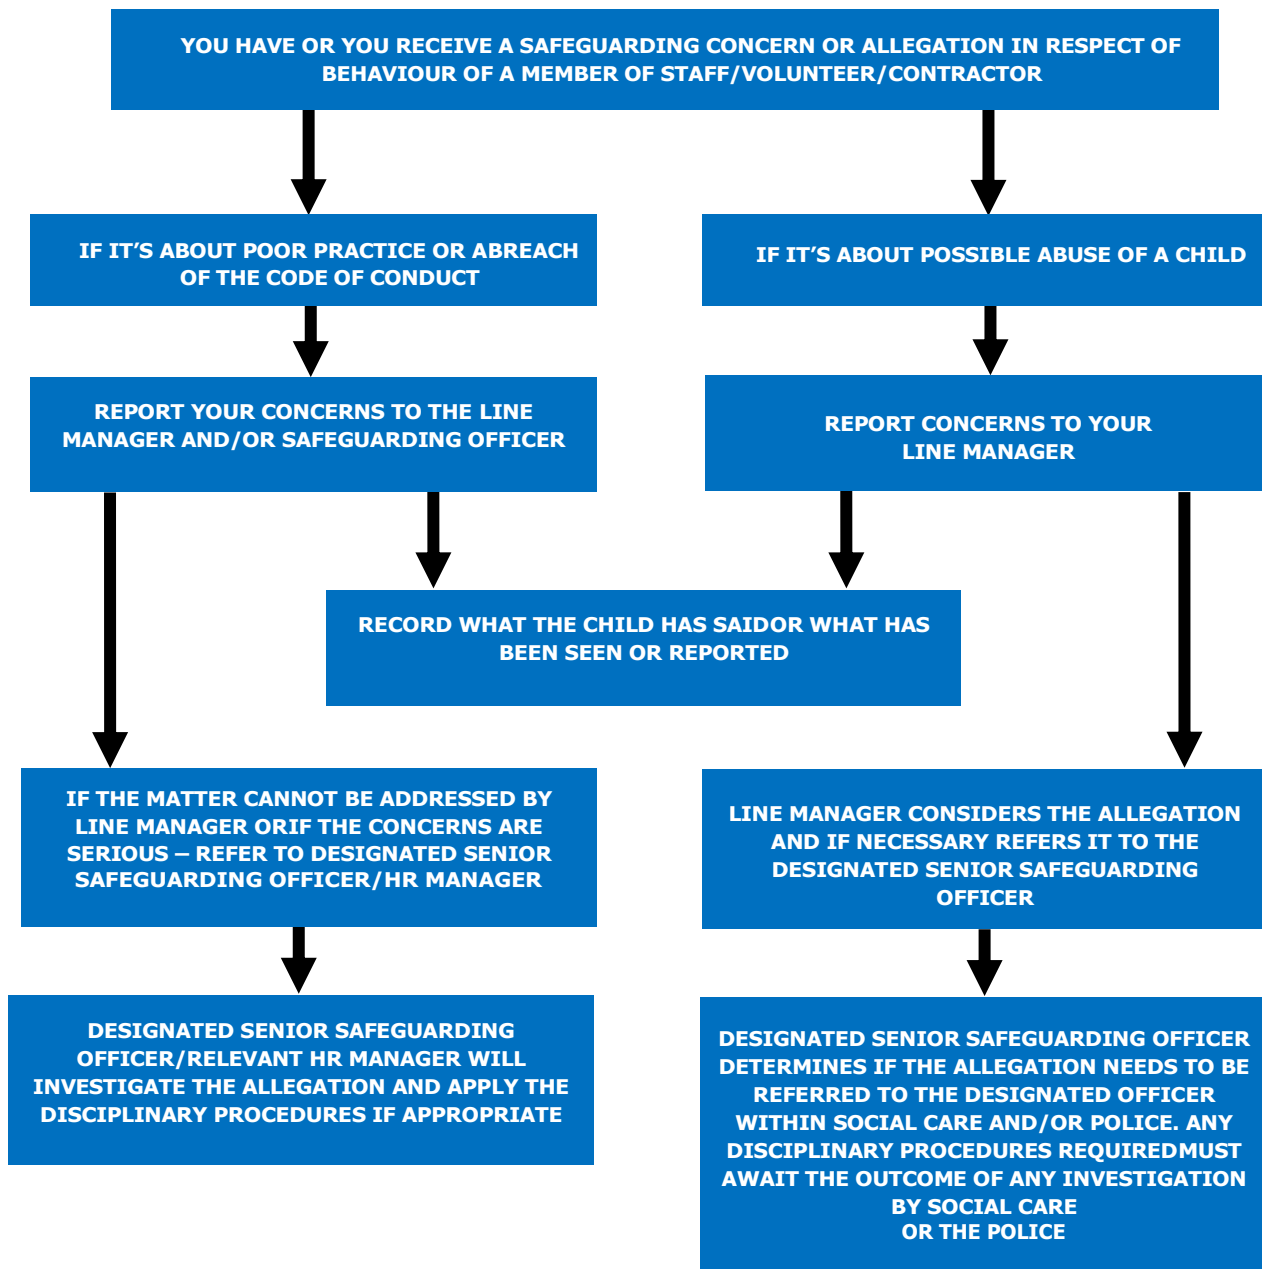 YOU HAVE OR YOU RECEIVE A SAFEGUARDING CONCERN OR ALLEGATION IN RESPECT OF
BEHAVIOUR OF A MEMBER OF STAFF/VOLUNTEER/CONTRACTOR
IF IT’S ABOUT POOR PRACTICE OR ABREACH
OF THE CODE OF CONDUCT
IF IT’S ABOUT POSSIBLE ABUSE OF A CHILD
REPORT YOUR CONCERNS TO THE LINE
MANAGER AND/OR SAFEGUARDING OFFICER
REPORT CONCERNS TO YOUR
LINE MANAGER
RECORD WHAT THE CHILD HAS SAIDOR WHAT HAS
BEEN SEEN OR REPORTED
IF THE MATTER CANNOT BE ADDRESSED BY
LINE MANAGER ORIF THE CONCERNS ARE
SERIOUS – REFER TO DESIGNATED SENIOR
SAFEGUARDING OFFICER/HR MANAGER
LINE MANAGER CONSIDERS THE ALLEGATION
AND IF NECESSARY REFERS IT TO THE
DESIGNATED SENIOR SAFEGUARDING
OFFICER
DESIGNATED SENIOR SAFEGUARDING
OFFICER/RELEVANT HR MANAGER WILL
INVESTIGATE THE ALLEGATION AND APPLY THE
DISCIPLINARY PROCEDURES IF APPROPRIATE
DESIGNATED SENIOR SAFEGUARDING OFFICER
DETERMINES IF THE ALLEGATION NEEDS TO BE
REFERRED TO THE DESIGNATED OFFICER
WITHIN SOCIAL CARE AND/OR POLICE. ANY
DISCIPLINARY PROCEDURES REQUIREDMUST
AWAIT THE OUTCOME OF ANY INVESTIGATION
BY SOCIAL CARE
OR THE POLICE